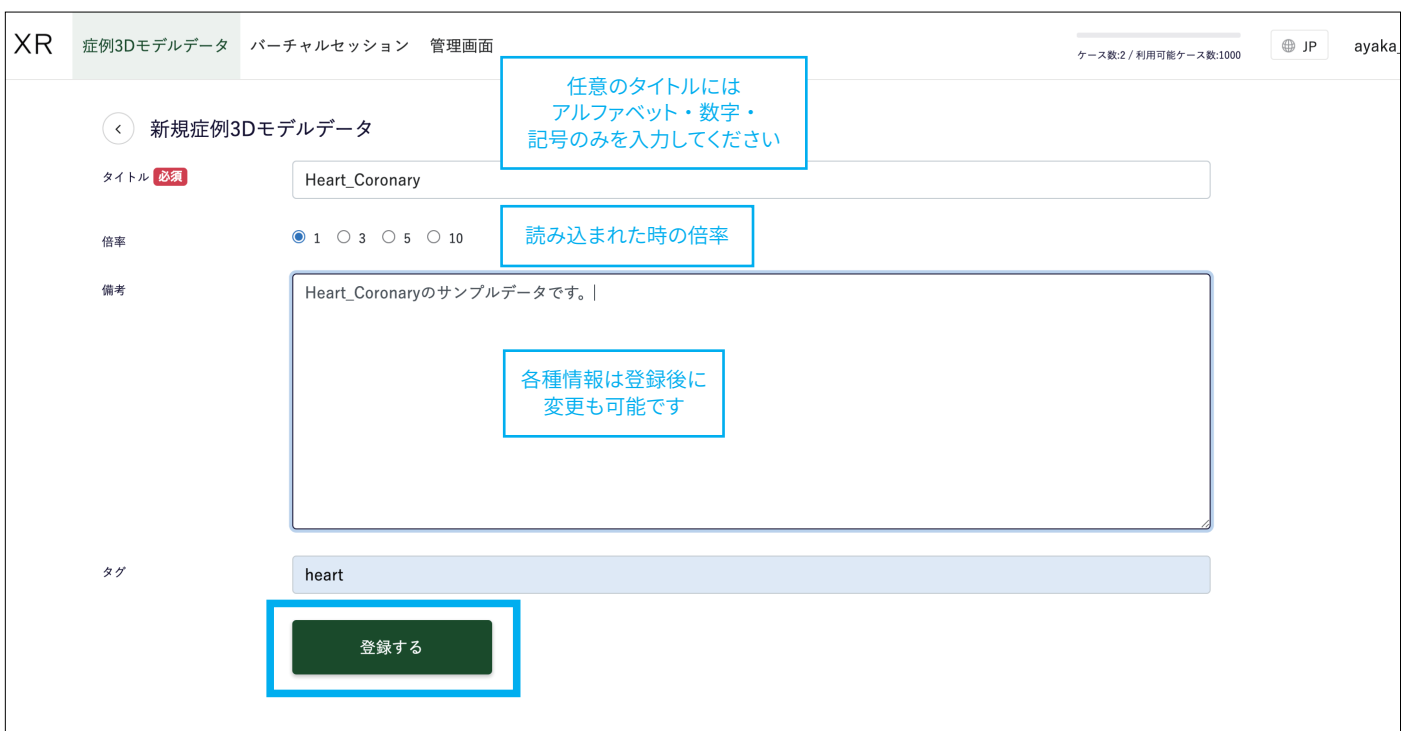 XR 症例3Dモデルデータ バーチャルセッション 管理画面
ケース数:2 / 利用可能ケース数:1000
JP
ayaka_
任意のタイトルには
アルファベット・数字・
記号のみを入力してください
新規症例3Dモデルデータ
タイトル 必須
Heart_Coronary
倍率
1 3 5 10
読み込まれた時の倍率
備考
Heart_Coronaryのサンプルデータです。
各種情報は登録後に
変更も可能です
タグ
heart
登録する